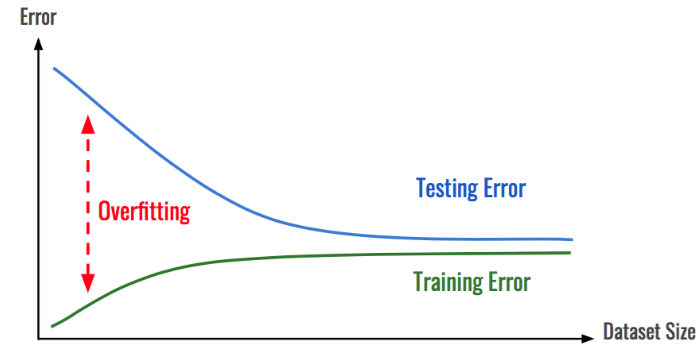 Error
Testing Error
Overfitting
Training Error
Dataset Size